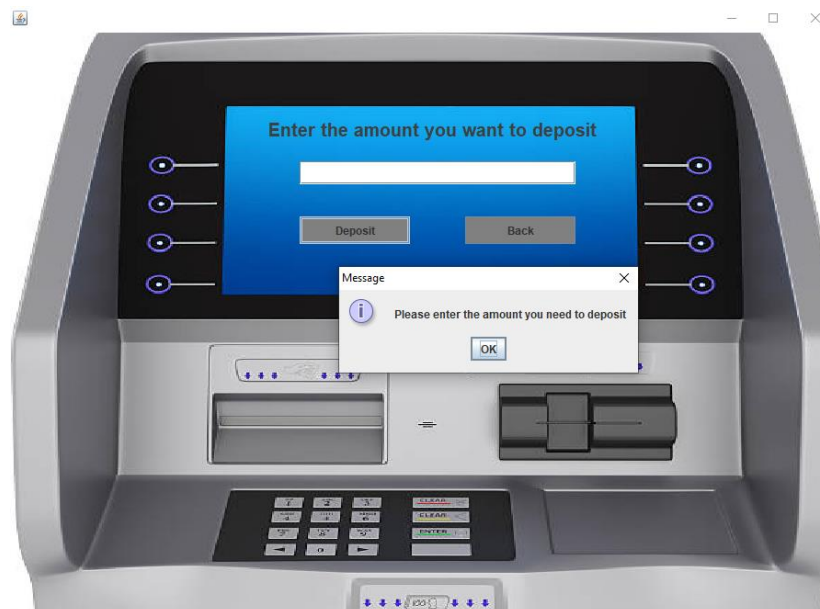 Enter the amount you want to deposit
Deposit
Back
Message
Please enter the amount you need to deposit
OK
1 2 3
4 5 6
7 8 9
0
CLEAR
CLEAR
ENTER